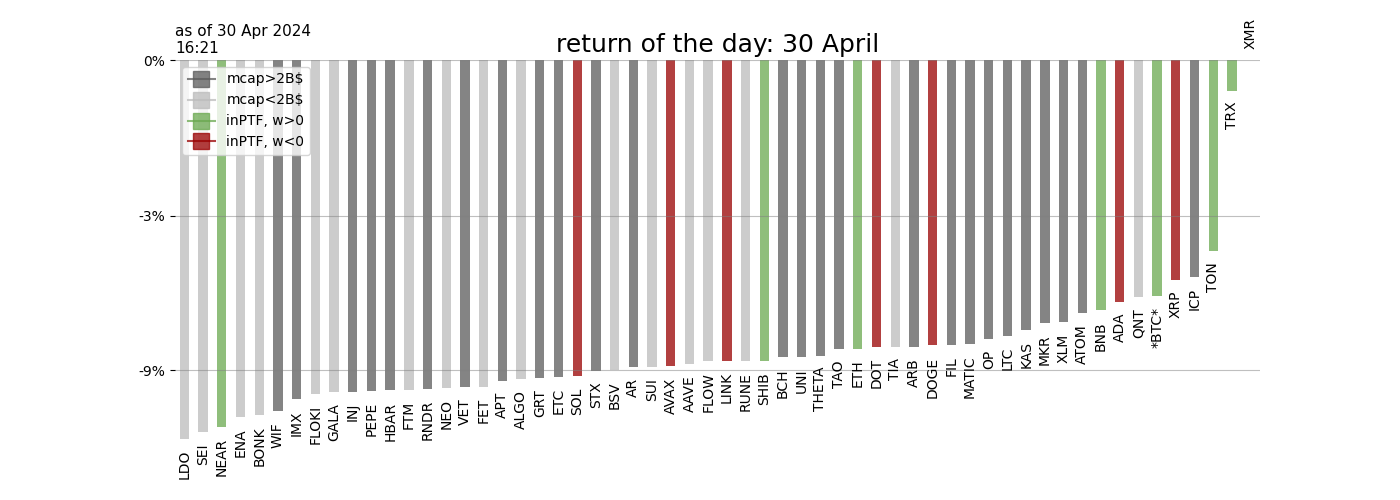 as of 30 Apr 2024
16:21
return of the day: 30 April
XMR
0%
-3%
-9%
mcap>2B$
mcap<2B$
inPTF, w>0
inPTF, w<0
LDO
SEI
NEAR
ENA
BONK
WIF
IMX
FLOKI
GALA
INJ
PEPE
HBAR
FTM
RNDR
NEO
VET
FET
APT
ALGO
GRT
ETC
SOL
STX
BSV
AR
SUI
AVAX
AAVE
FLOW
LINK
RUNE
SHIB
BCH
UNI
THETA
TAO
ETH
DOT
TIA
ARB
DOGE
FIL
MATIC
OP
LTC
KAS
MKR
XLM
ATOM
BNB
ADA
QNT
*BTC*
XRP
ICP
TON
TRX